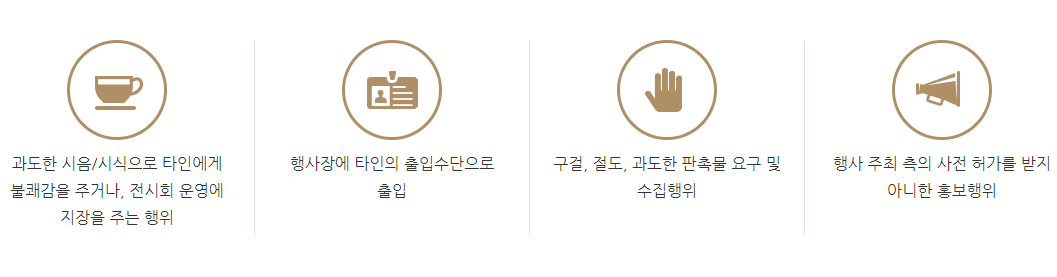 과도한 시음/시식으로 타인에게
불쾌감을 주거나, 전시회 운영에
지장을 주는 행위
행사장에 타인의 출입수단으로
출입
구걸, 절도, 과도한 판촉물 요구 및
수집행위
행사 주최 측의 사전 허가를 받지
아니한 홍보행위